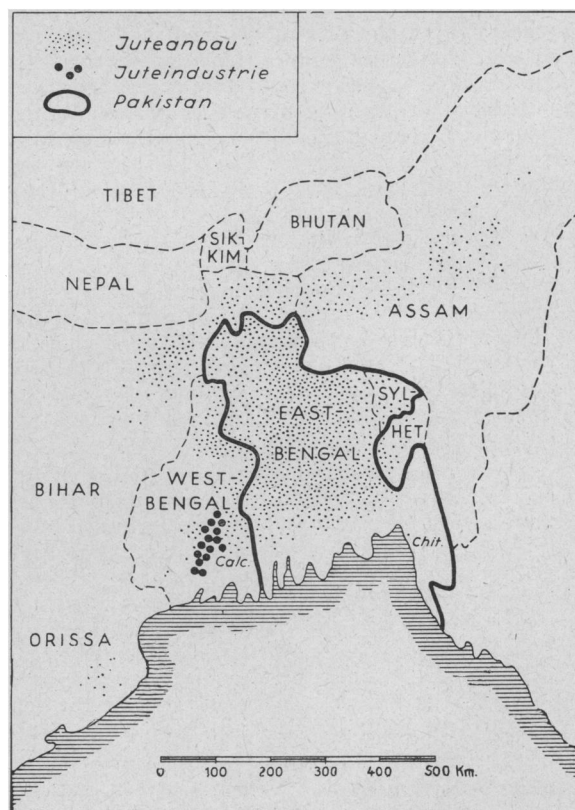 Juteanbau
Juteindustrie
Pakistan
TIBET
BHUTAN
SIK-
KIM
NEPAL
ASSAM
SYL-
HET
EAST-
BENGAL
WEST-
BENGAL
BIHAR
Calc.
Chit.
ORISSA
0 100 200 300 400 500 Km.